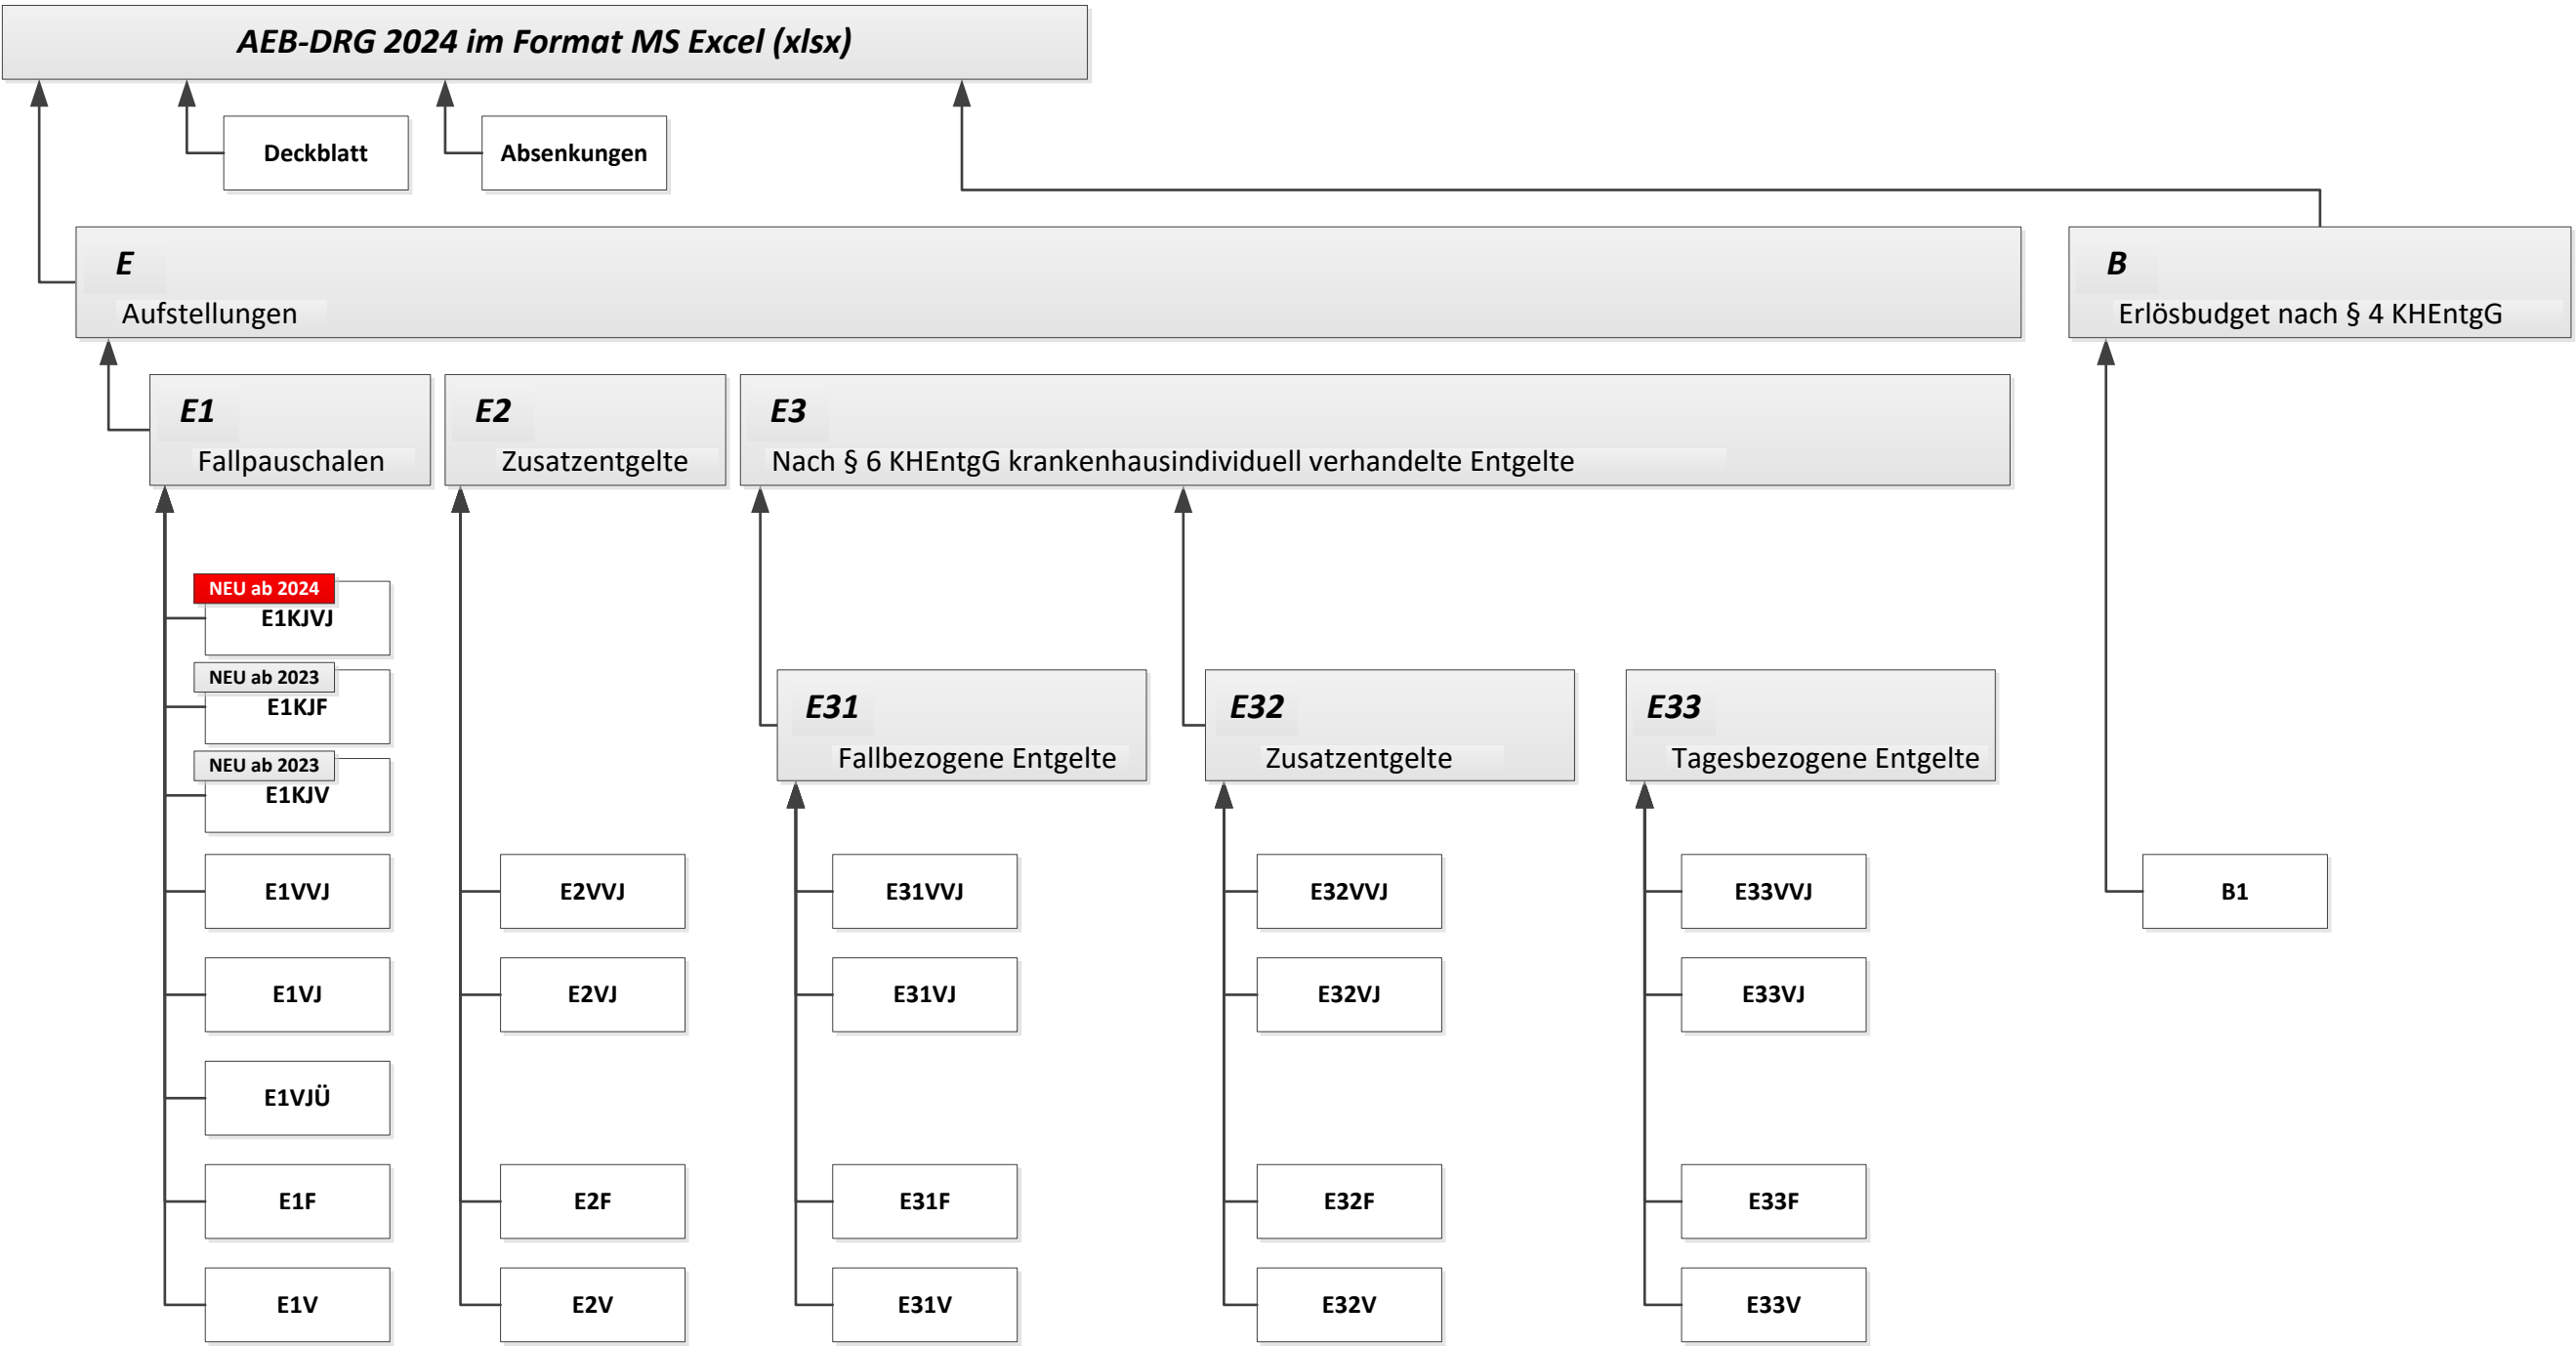 AEB-DRG 2024 im Format MS Excel (xlsx)
Deckblatt
Absenkungen
E
Aufstellungen
B
Erlösbudget nach § 4 KHEntgG
E1
Fallpauschalen
E2
Zusatzentgelte
E3
Nach § 6 KHEntgG krankenhausindividuell verhandelte Entgelte
NEU ab 2024
E1KJVJ
NEU ab 2023
E1KJF
NEU ab 2023
E1KJV
E31
Fallbezogene Entgelte
E32
Zusatzentgelte
E33
Tagesbezogene Entgelte
E1VVJ
E2VVJ
E31VVJ
E32VVJ
E33VVJ
B1
E1VJ
E2VJ
E31VJ
E32VJ
E33VJ
E1VJÜ
E1F
E2F
E31F
E32F
E33F
E1V
E2V
E31V
E32V
E33V